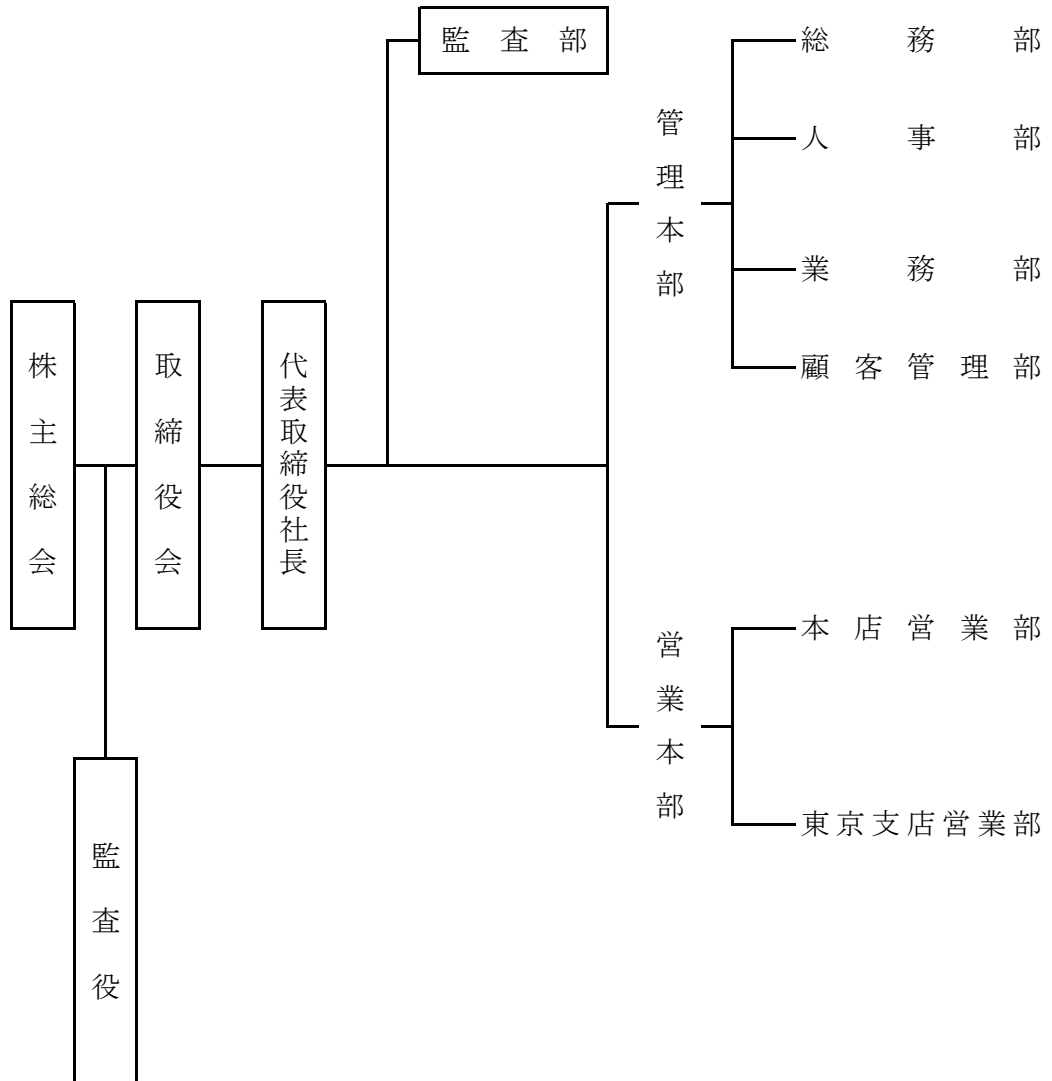 監査部
総務部
人事部
業務部
顧客管理部
管理本部
株主総会
取締役会
代表取締役社長
営業本部
本店営業部
東京支店営業部
監査役